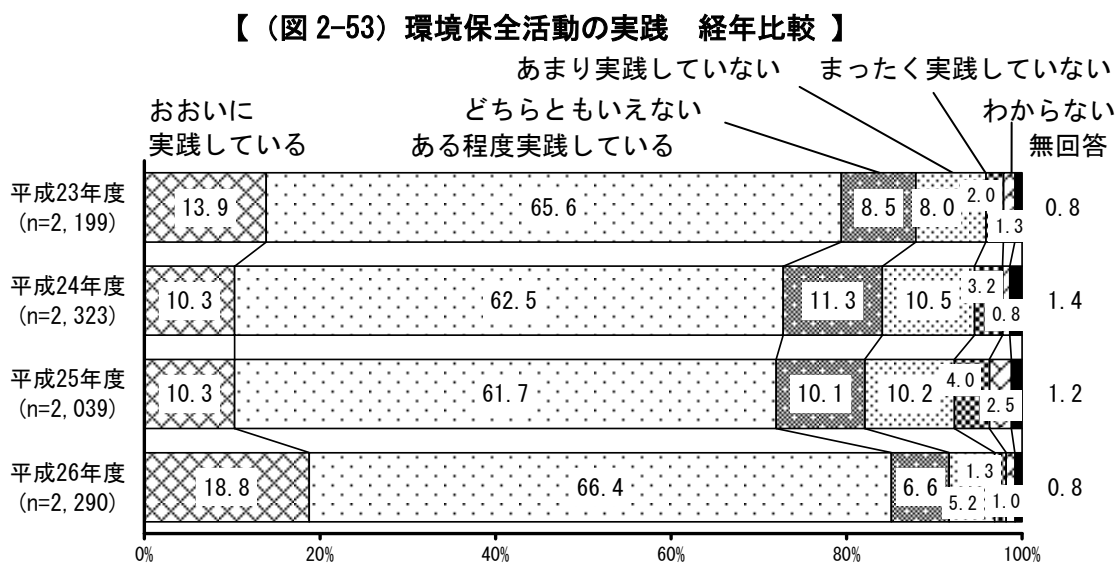 【 （図 2-53）環境保全活動の実践　経年比較 】
あまり実践していない　まったく実践していない
おおいに　どちらともいえない　わからない
実践している　ある程度実践している　無回答
平成23年度
(n=2,199)
13.9 65.6 8.5 8.0 2.0 1.3 0.8
平成24年度
(n=2,323)
10.3 62.5 11.3 10.5 3.2 0.8 1.4
平成25年度
(n=2,039)
10.3 61.7 10.1 10.2 4.0 2.5 1.2
平成26年度
(n=2,290)
18.8 66.4 6.6 5.2 1.3 1.0 0.8
0% 20% 40% 60% 80% 100%